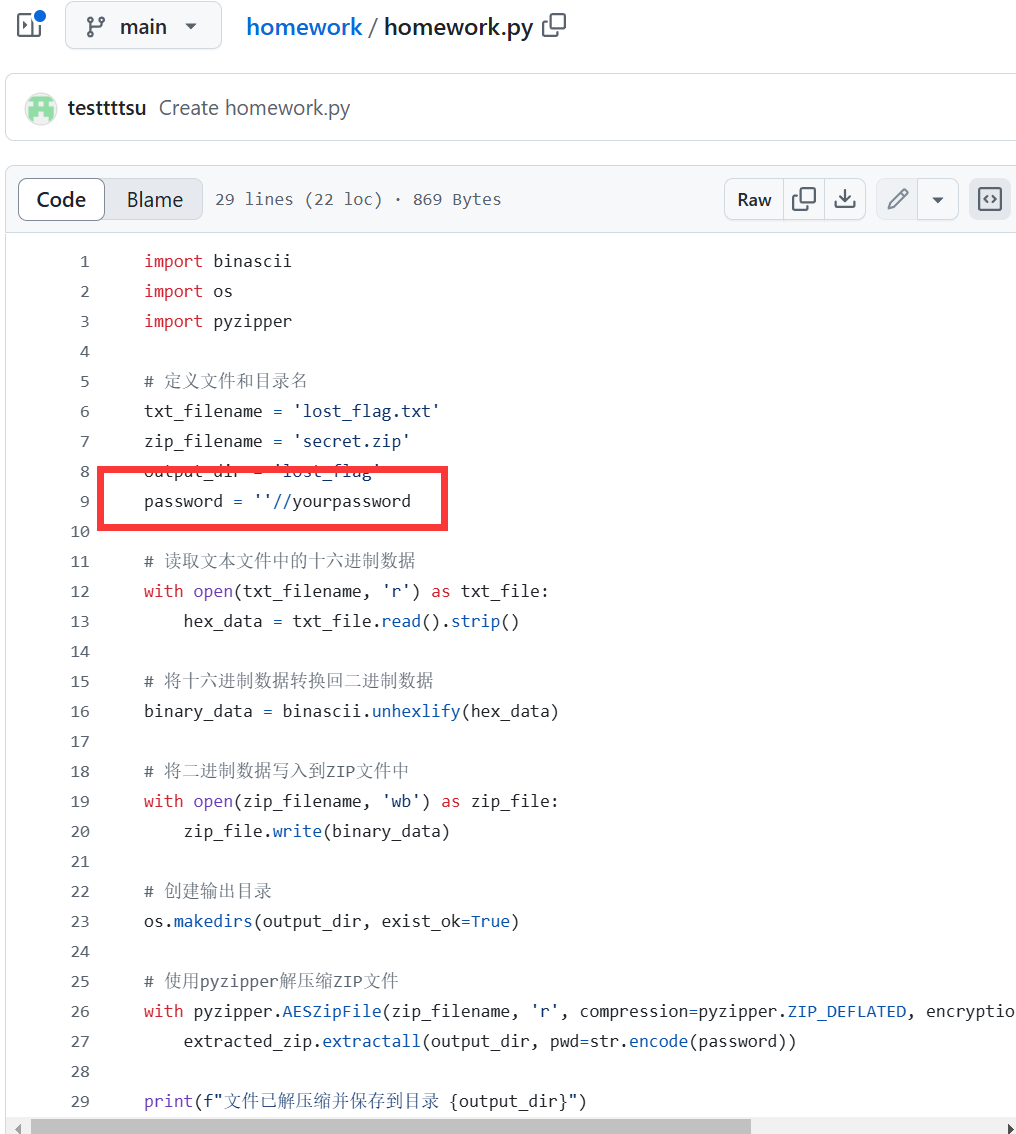 main
homework / homework.py
testtttsu Create homework.py
Code Blame 29 lines (22 loc) · 869 Bytes Raw
1 import binascii
2 import os
3 import pyzipper
4
5 # 定义文件和目录名
6 txt_filename = 'lost_flag.txt'
7 zip_filename = 'secret.zip'
8 output_dir = 'lost_flag'
9 password = ''//yourpassword
10
11 # 读取文本文件中的十六进制数据
12 with open(txt_filename, 'r') as txt_file:
13 hex_data = txt_file.read().strip()
14
15 # 将十六进制数据转换回二进制数据
16 binary_data = binascii.unhexlify(hex_data)
17
18 # 将二进制数据写入到ZIP文件中
19 with open(zip_filename, 'wb') as zip_file:
20 zip_file.write(binary_data)
21
22 # 创建输出目录
23 os.makedirs(output_dir, exist_ok=True)
24
25 # 使用pyzipper解压缩ZIP文件
26 with pyzipper.AESZipFile(zip_filename, 'r', compression=pyzipper.ZIP_DEFLATED, encryptio
27 extracted_zip.extractall(output_dir, pwd=str.encode(password))
28
29 print(f"文件已解压缩并保存到目录 {output_dir}")